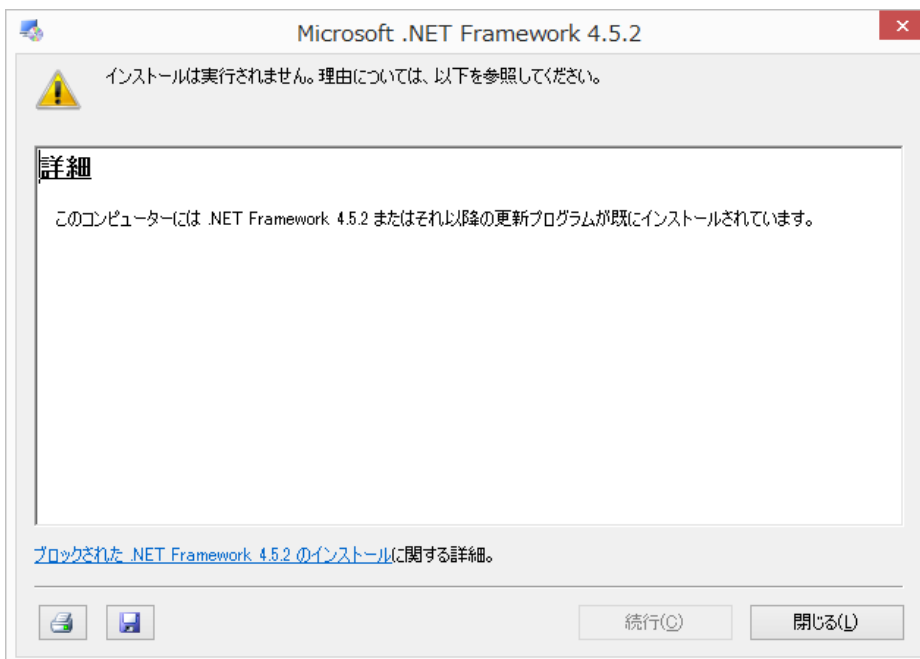 Microsoft .NET Framework 4.5.2
インストールは実行されません。理由については、以下を参照してください。
詳細
このコンピューターには .NET Framework 4.5.2 またはそれ以降の更新プログラムが既にインストールされています。
ブロックされた .NET Framework 4.5.2 のインストールに関する詳細。
続行(C)
閉じる(L)